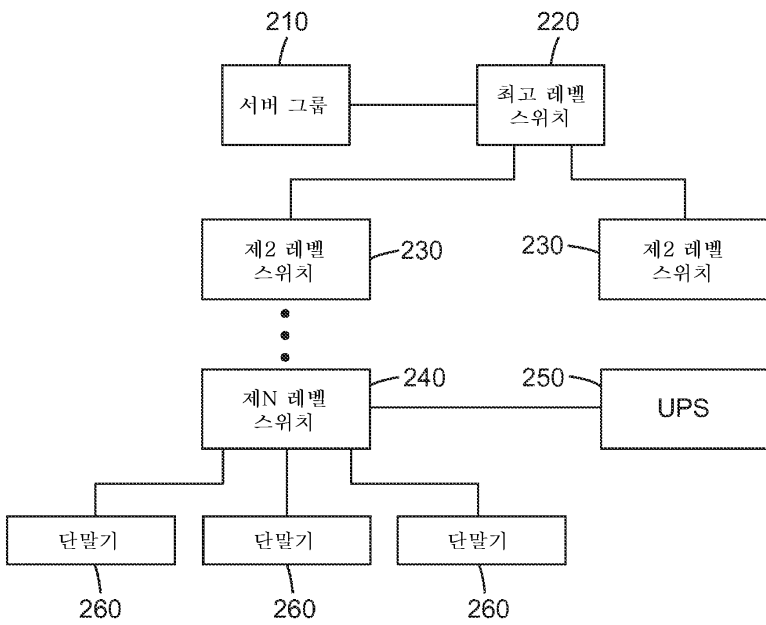 210
220
서버 그룹
최고 레벨
스위치
제2 레벨
스위치
230
230
제2 레벨
스위치
제N 레벨
스위치
240
250
UPS
단말기
단말기
단말기
260
260
260